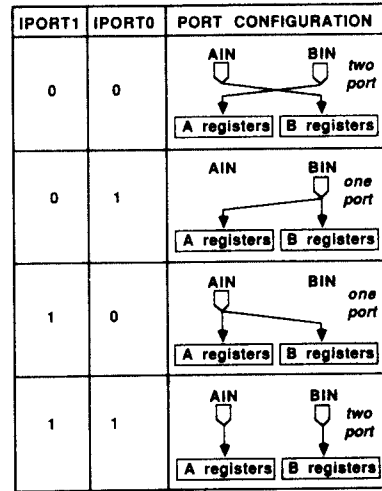 IPORT1 IPORT0 PORT CONFIGURATION
AIN BIN
two
0 0 port
A registers B registers
AIN BIN
one
0 1 port
A registers B registers
AIN BIN
one
1 0 port
A registers B registers
AIN BIN
two
1 1 port
A registers B registers